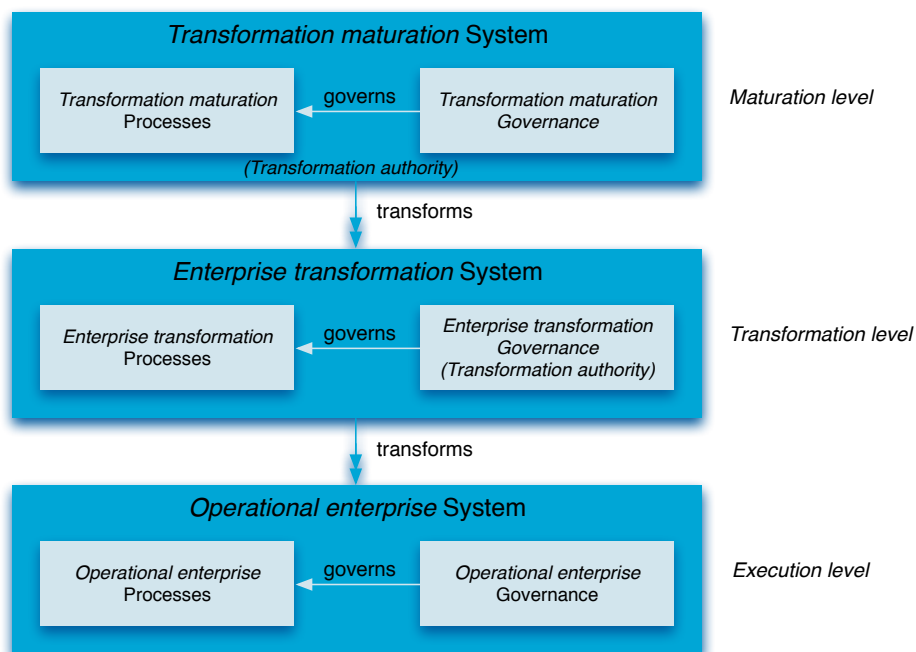 Transformation maturation System
Transformation maturation
Processes
governs
Transformation maturation
Governance
Maturation level
(Transformation authority)
transforms
Enterprise transformation System
Enterprise transformation
Processes
governs
Enterprise transformation
Governance
(Transformation authority)
Transformation level
transforms
Operational enterprise System
Operational enterprise
Processes
governs
Operational enterprise
Governance
Execution level